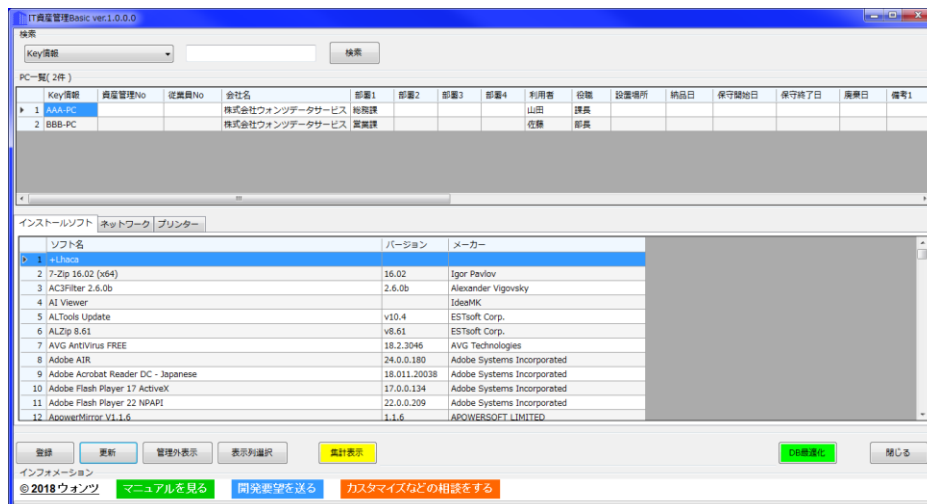 IT資産管理Basic ver.1.0.0.0
検索
Key情報 検索
PC一覧( 2件 )
Key情報 資産管理No 従業員No 会社名 部署1 部署2 部署3 部署4 利用者 役職 設置場所 納品日 保守開始日 保守終了日 廃棄日 備考1
1 AAA-PC 株式会社ウォンツデータサービス 総務課 山田 課長
2 BBB-PC 株式会社ウォンツデータサービス 営業課 佐藤 部長
インストールソフト ネットワーク プリンター
ソフト名 バージョン メーカー
1 +Lhaca
2 7-Zip 16.02 (x64) 16.02 Igor Pavlov
3 AC3Filter 2.6.0b 2.6.0b Alexander Vigovsky
4 AI Viewer IdeaMK
5 ALTools Update v10.4 ESTsoft Corp.
6 ALZip 8.61 v8.61 ESTsoft Corp.
7 AVG AntiVirus FREE 18.2.3046 AVG Technologies
8 Adobe AIR 24.0.0.180 Adobe Systems Incorporated
9 Adobe Acrobat Reader DC - Japanese 18.011.20038 Adobe Systems Incorporated
10 Adobe Flash Player 17 ActiveX 17.0.0.134 Adobe Systems Incorporated
11 Adobe Flash Player 22 NPAPI 22.0.0.209 Adobe Systems Incorporated
12 ApowerMirror V1.1.6 1.1.6 APOWERSOFT LIMITED
登録 更新 管理外表示 表示列選択 集計表示 DB最適化 閉じる
インフォメーション
©2018ウォンツ マニュアルを見る 開発要望を送る カスタマイズなどの相談をする